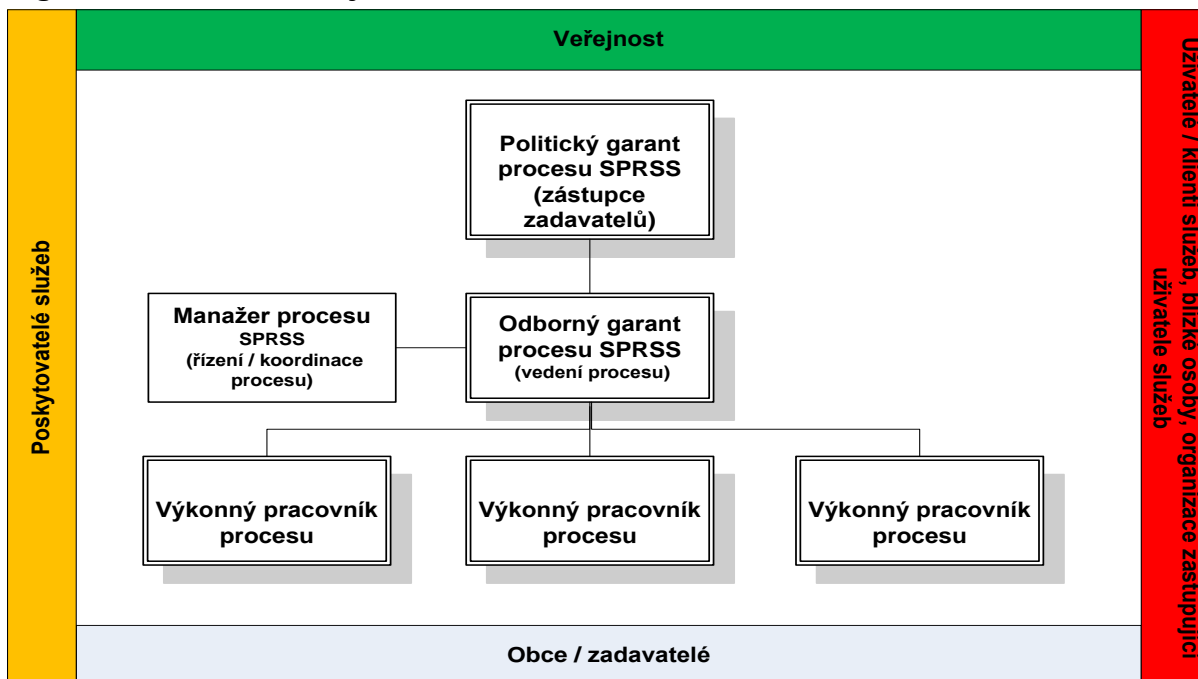 Veřejnost
Politický garant
procesu SPRSS
(zástupce
zadavatelů)
Manažer procesu
SPRSS
(řízení / koordinace
procesu)
Odborný garant
procesu SPRSS
(vedení procesu)
Výkonný pracovník
procesu
Výkonný pracovník
procesu
Výkonný pracovník
procesu
Poskytovatelé služeb
Uživatele / klienti služeb, blízke osoby, organizace zastupující
uživatele služeb
Obce / zadavatelé